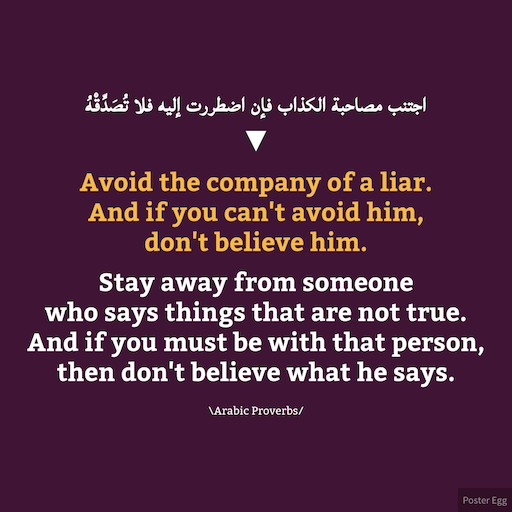 اجتنب مصاحبة الكذاب فإن اضطررت إليه فلا تُصَدِّقْهُ
Avoid the company of a liar.
And if you can't avoid him,
don't believe him.
Stay away from someone
who says things that are not true.
And if you must be with that person,
then don't believe what he says.
\Arabic Proverbs/
Poster Egg